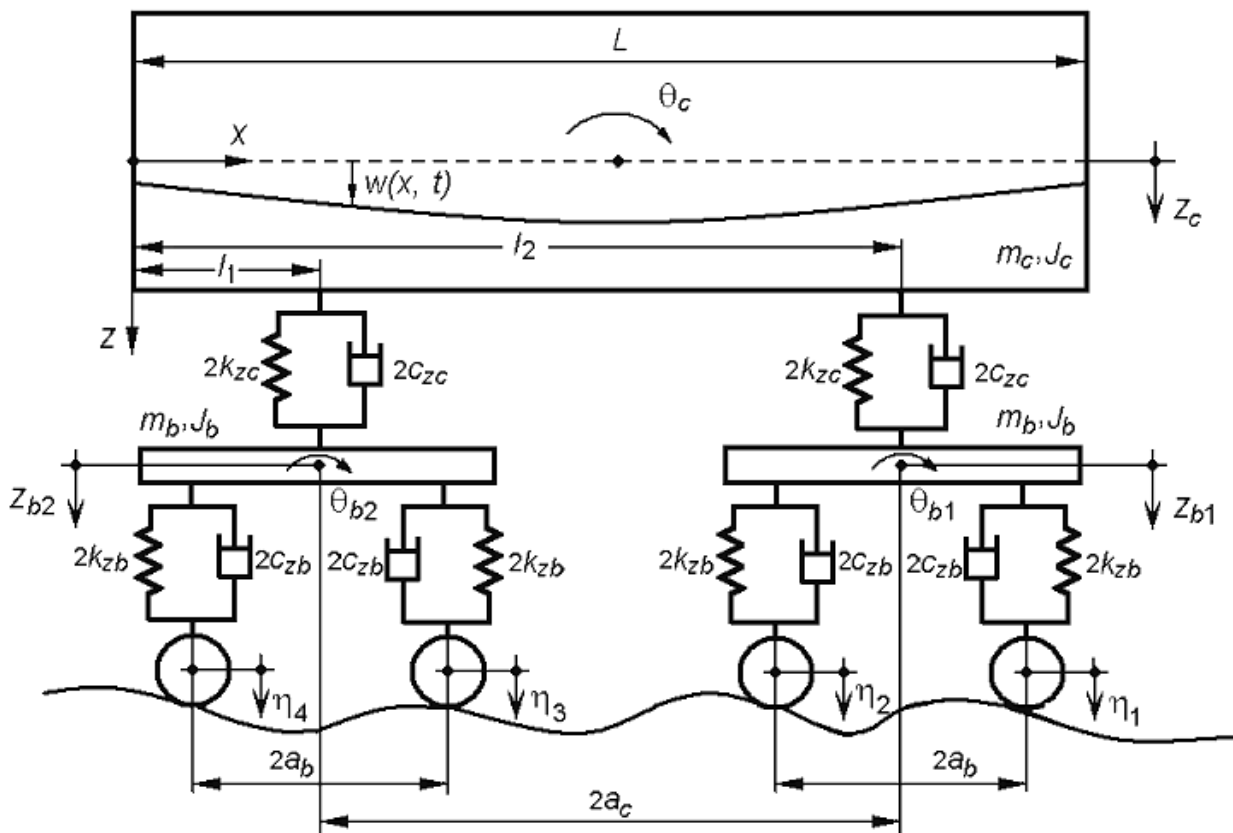 L
θc
x
w(x, t)
zc
l2
l1
mc, Jc
z
2kzc
2czc
2kzc
2czc
mb, Jb
mb, Jb
zb2
θb2
θb1
zb1
2kzb
2czb
2czb
2kzb
2kzb
2czb
2czb
2kzb
η4
η3
η2
η1
2ab
2ab
2ac